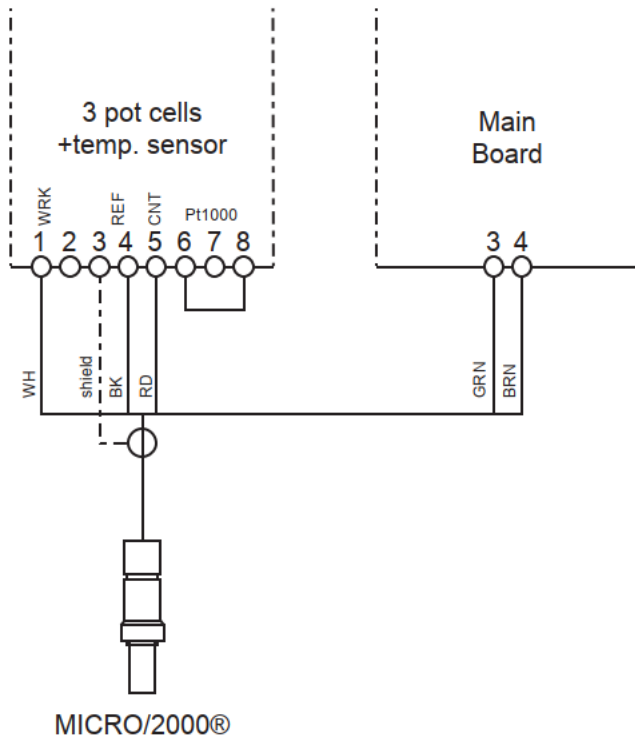 3 pot cells
+temp. sensor
Main
Board
WRK
REF
CNT
Pt1000
1 2 3 4 5 6 7 8
3 4
WH
shield
BK
RD
GRN
BRN
MICRO/2000®